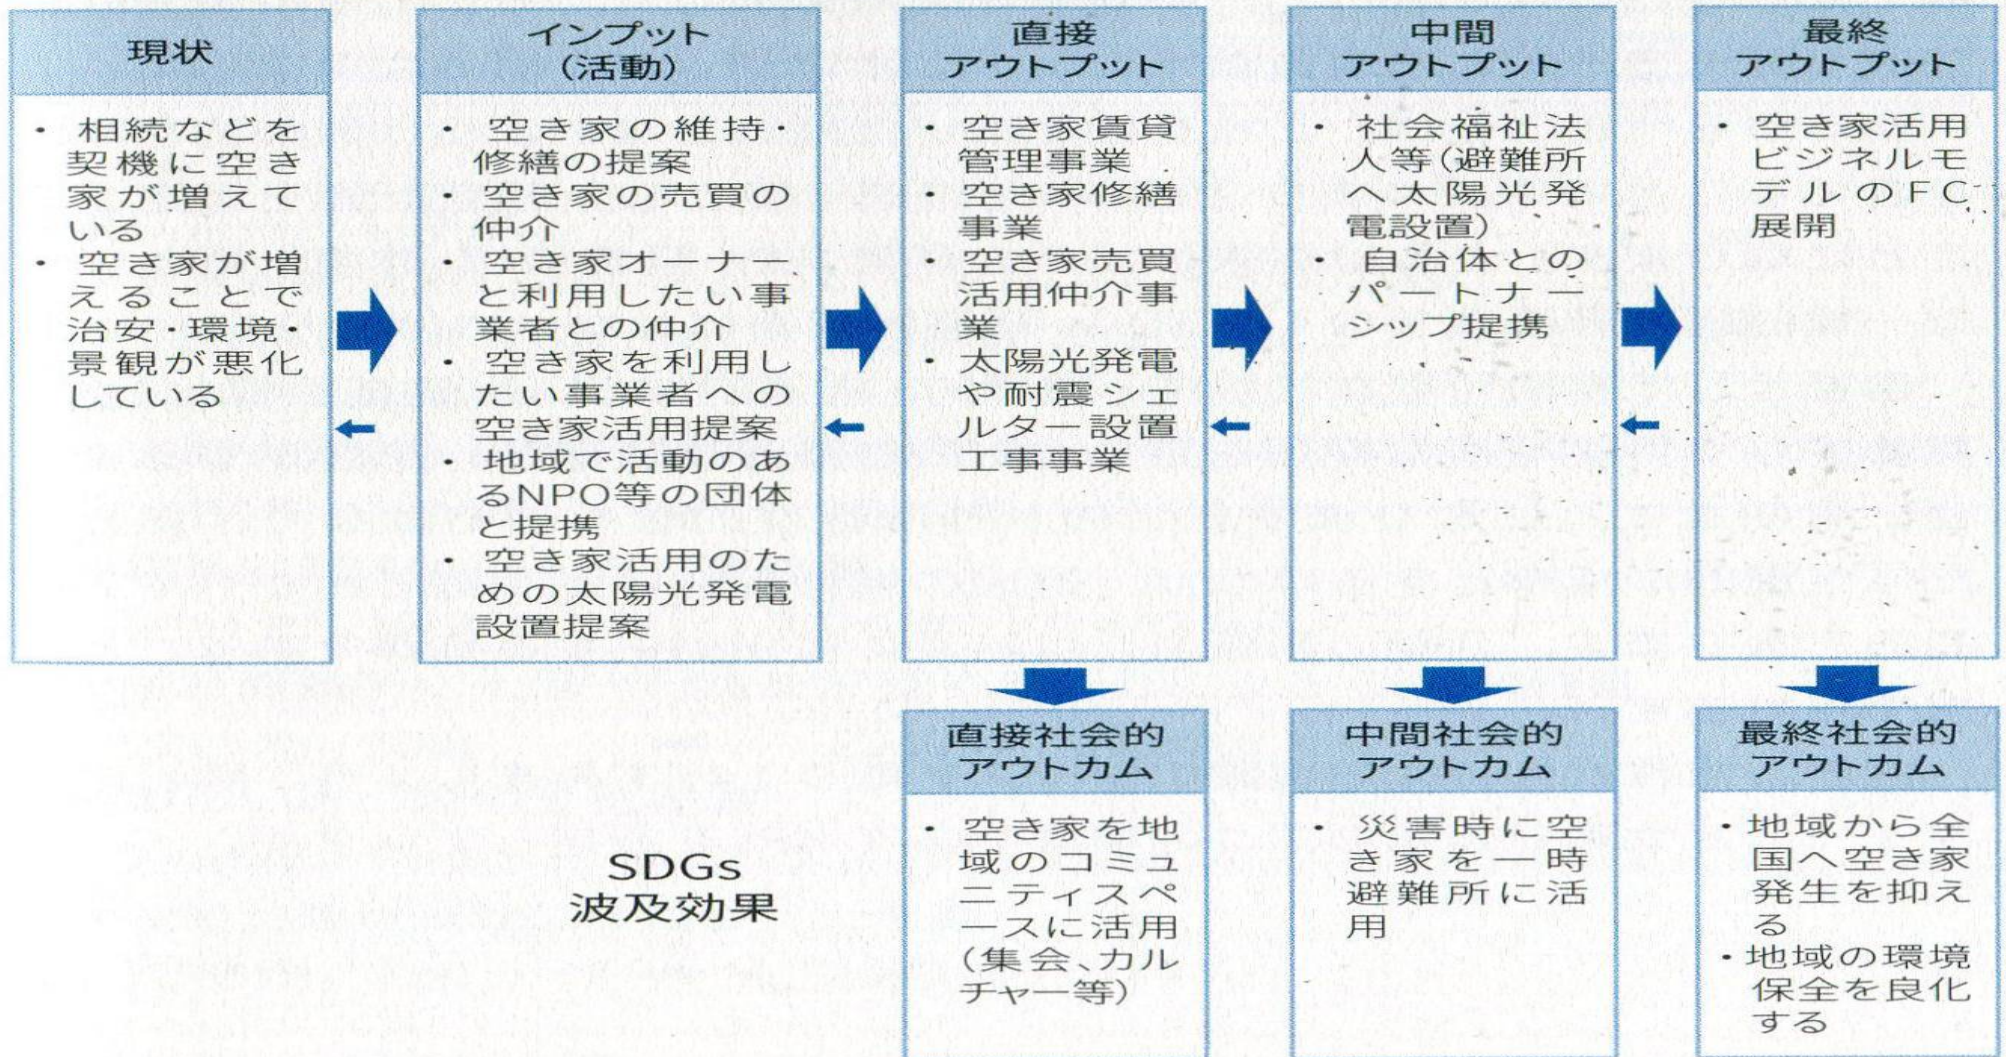 現状
・ 相続などを
契機に空き
家が増えて
いる
・ 空き家が増
えることで
治安・環境・
景観が悪化
している
インプット
(活動)
・ 空き家の維持・
修繕の提案
・ 空き家の売買の
仲介
・ 空き家オーナー
と利用したい事
業者との仲介
・ 空き家を利用し
たい事業者への
空き家活用提案
・ 地域で活動のあ
るNPO等の団体
と提携
・ 空き家活用のた
めの太陽光発電
設置提案
直接
アウトプット
・ 空き家賃貸
管理事業
・ 空き家修繕
事業
・ 空き家売買
活用仲介事
業
・ 太陽光発電
や耐震シェ
ルター設置
工事事業
中間
アウトプット
・ 社会福祉法
人等(避難所
へ太陽光発
電設置)
・ 自治体との
パートナー
シップ提携
最終
アウトプット
・ 空き家活用
ビジネルモ
デルのFC
展開
SDGs
波及効果
直接社会的
アウトカム
・ 空き家を地
域のコミュ
ニティスペ
ースに活用
(集会、カル
チャー等)
中間社会的
アウトカム
・ 災害時に空
き家を一時
避難所に活
用
最終社会的
アウトカム
・地域から全
国へ空き家
発生を抑え
る
・地域の環境
保全を良化
する